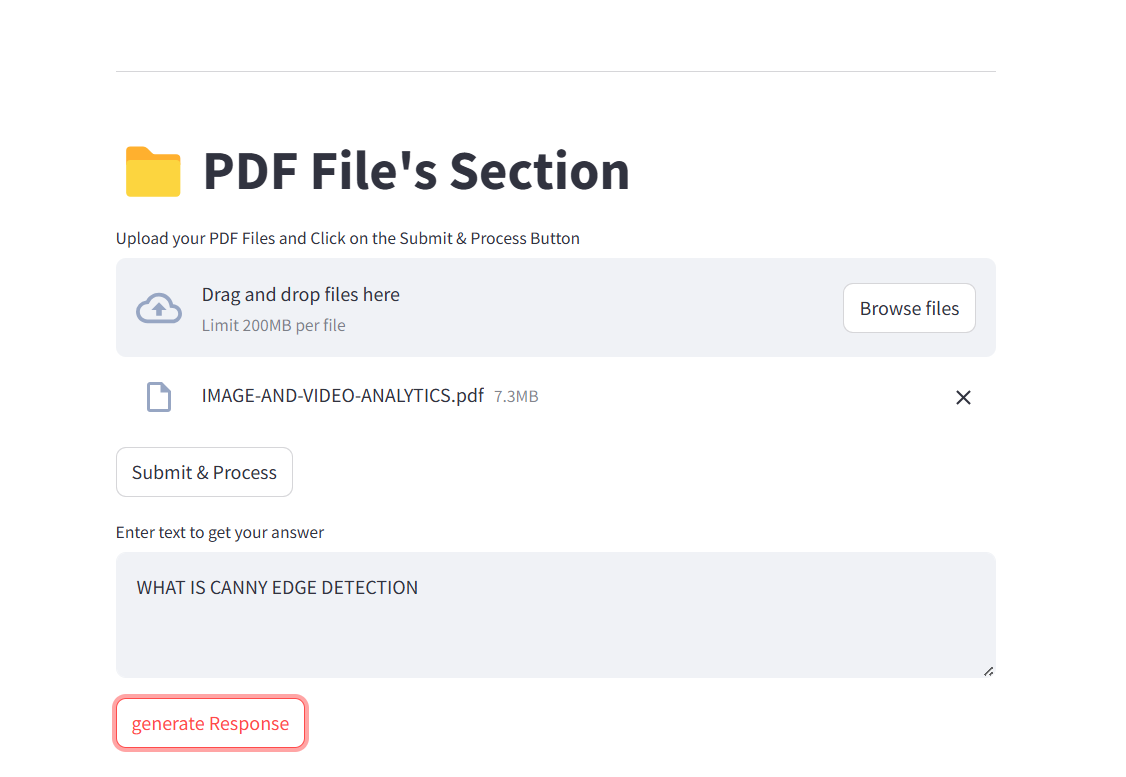 PDF File's Section
Upload your PDF Files and Click on the Submit & Process Button
Drag and drop files here
Limit 200MB per file
Browse files
IMAGE-AND-VIDEO-ANALYTICS.pdf 7.3MB
Submit & Process
Enter text to get your answer
WHAT IS CANNY EDGE DETECTION
generate Response